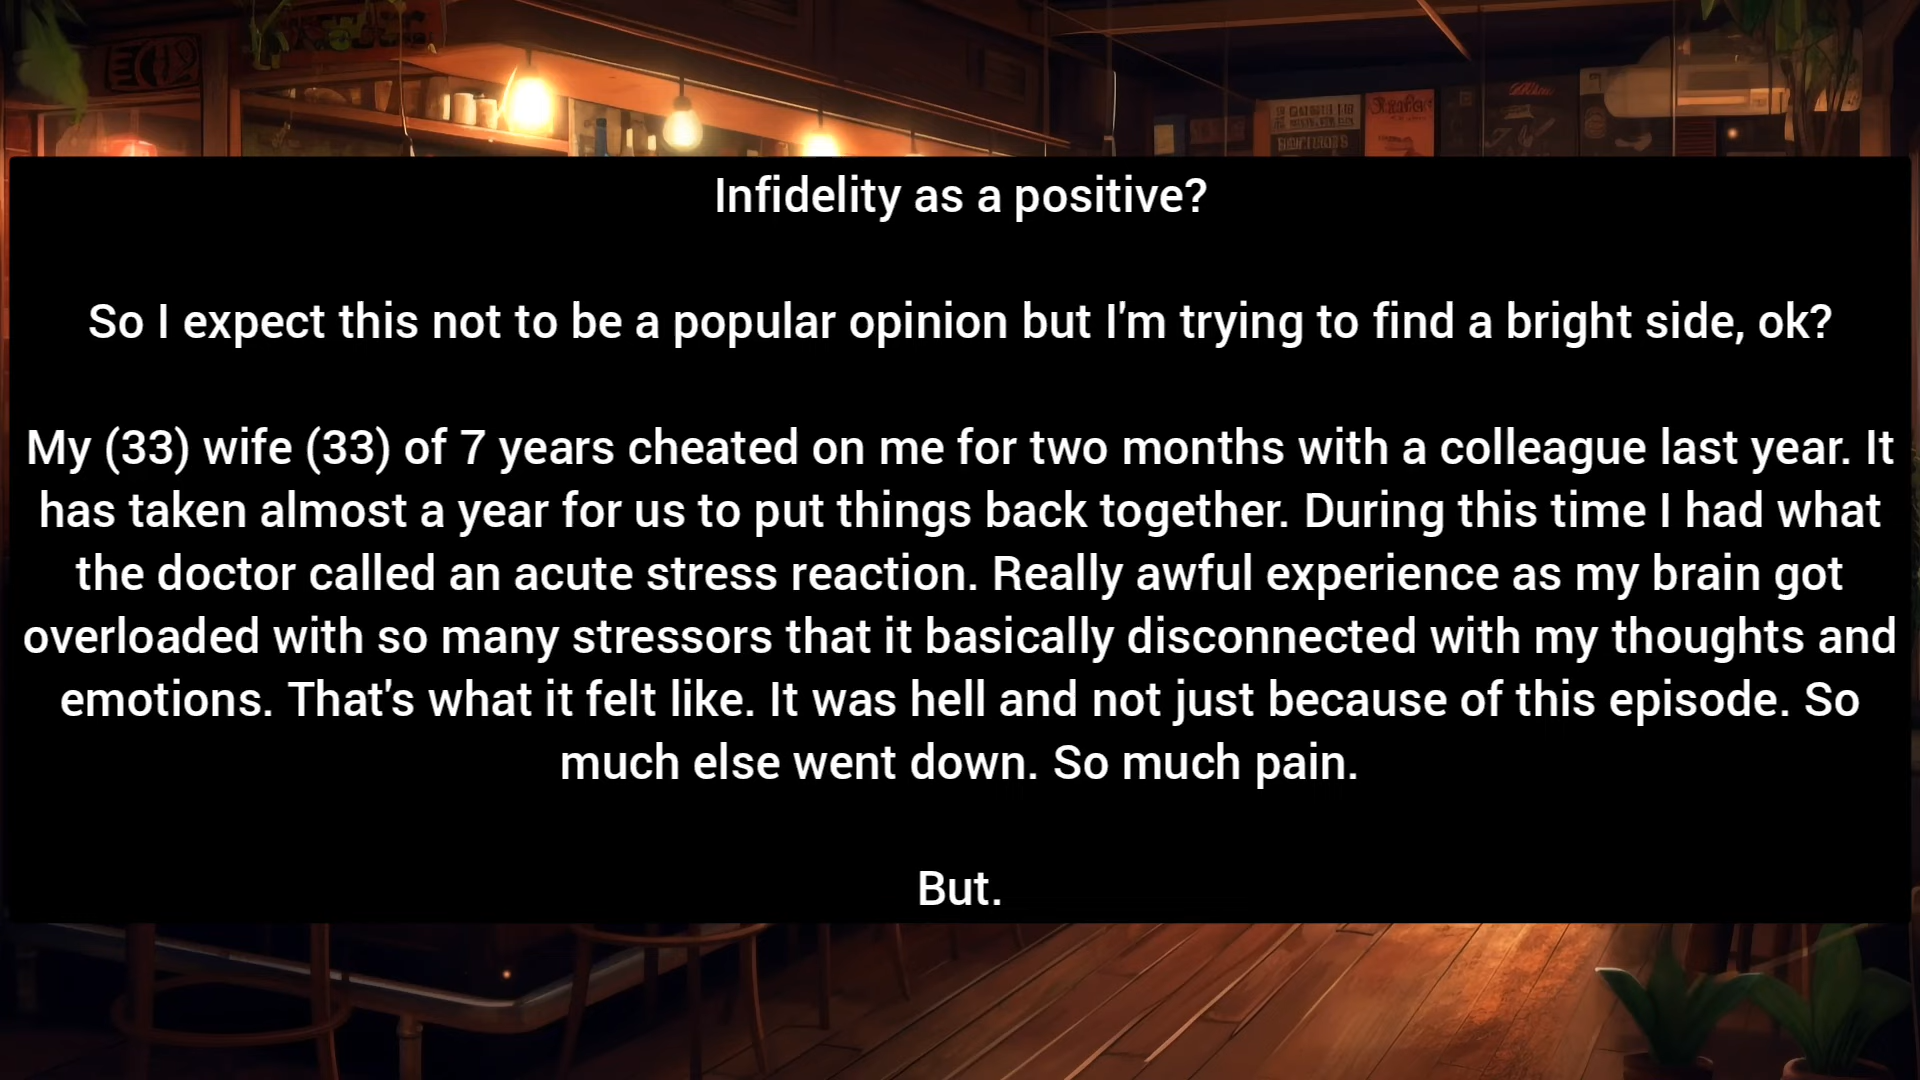 Infidelity as a positive?
So I expect this not to be a popular opinion but I'm trying to find a bright side, ok?
My (33) wife (33) of 7 years cheated on me for two months with a colleague last year. It
has taken almost a year for us to put things back together. During this time I had what
the doctor called an acute stress reaction. Really awful experience as my brain got
overloaded with so many stressors that it basically disconnected with my thoughts and
emotions. That's what it felt like. It was hell and not just because of this episode. So
much else went down. So much pain.
But.